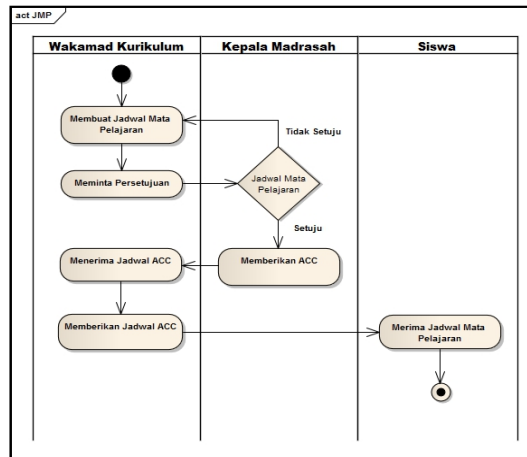 act JMP
Wakamad Kurikulum
Kepala Madrasah
Siswa
Membuat Jadwal Mata
Pelajaran
Tidak Setuju
Meminta Persetujuan
Jadwal Mata
Pelajaran
Setuju
Menerima Jadwal ACC
Memberikan ACC
Memberikan Jadwal ACC
Merima Jadwal Mata
Pelajaran